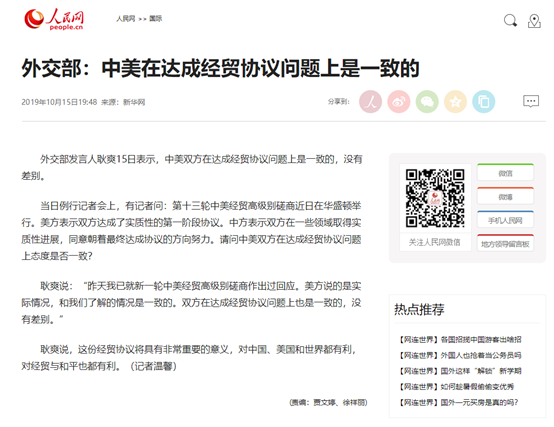 人民网
people.cn
人民网 >> 国际
外交部：中美在达成经贸协议问题上是一致的
2019年10月15日19:48 来源：新华网
分享到：
人
外交部发言人耿爽15日表示，中美双方在达成经贸协议问题上是一致的，没有
差别。
当日例行记者会上，有记者问：第十三轮中美经贸高级别磋商近日在华盛顿举
行。美方表示双方达成了实质性的第一阶段协议。中方表示双方在一些领域取得实
质性进展，同意朝着最终达成协议的方向努力。请问中美双方在达成经贸协议问题
上态度是否一致？
耿爽说：“昨天我已就新一轮中美经贸高级别磋商作出过回应。美方说的是实
际情况，和我们了解的情况是一致的。双方在达成经贸协议问题上也是一致的，没
有差别。”
耿爽说，这份经贸协议将具有非常重要的意义，对中国、美国和世界都有利，
对经贸与和平也都有利。（记者温馨）
(责编：贾文婷、徐祥丽)
关注人民网微信
微信
微博
手机人民网
地方领导留言板
热点推荐
【网连世界】各国招揽中国游客出啥招
【网连世界】外国人也抢着当公务员吗
【网连世界】国外这样“解锁”新学期
【网连世界】如何趁暑假偷偷变优秀
【网连世界】国外一元买房是真的吗？